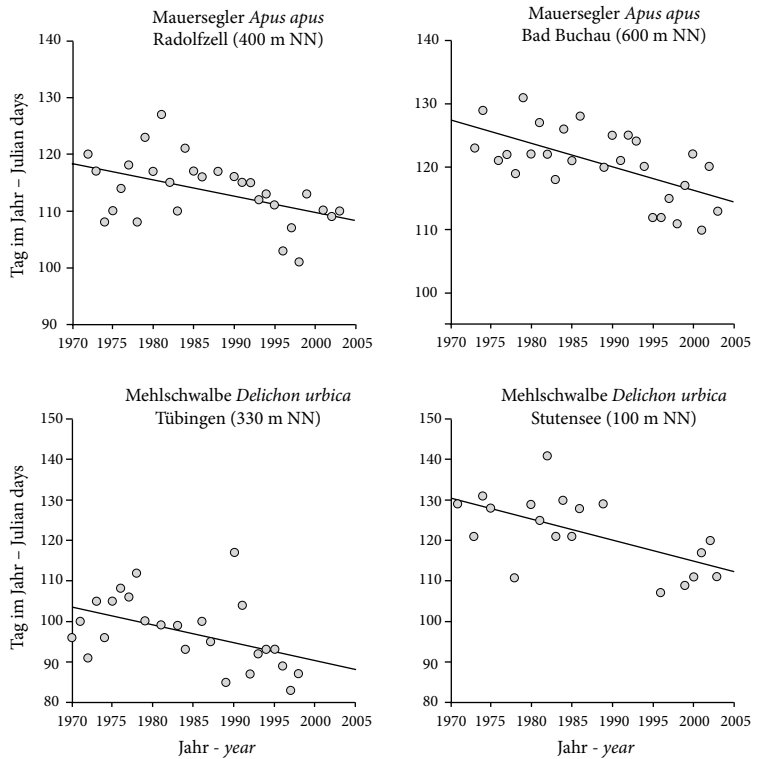 Mauersegler Apus apus
Radolfzell (400 m NN)
Tag im Jahr – Julian days
140
130
120
110
100
90
1970 1975 1980 1985 1990 1995 2000 2005
Mauersegler Apus apus
Bad Buchau (600 m NN)
140
130
120
110
100
1970 1975 1980 1985 1990 1995 2000 2005
Mehlschwalbe Delichon urbica
Tübingen (330 m NN)
Tag im Jahr – Julian days
150
140
130
120
110
100
90
80
1970 1975 1980 1985 1990 1995 2000 2005
Jahr - year
Mehlschwalbe Delichon urbica
Stutensee (100 m NN)
150
140
130
120
110
100
90
80
1970 1975 1980 1985 1990 1995 2000 2005
Jahr - year